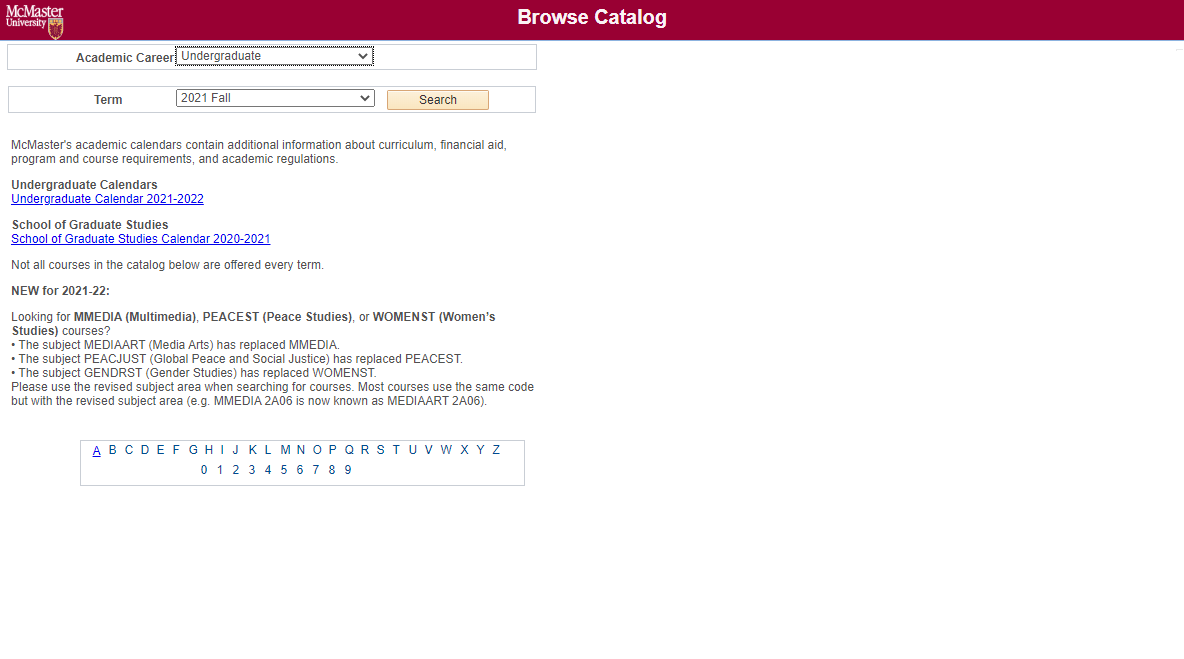 McMaster
University
Browse Catalog
Academic Career Undergraduate
Term 2021 Fall Search
McMaster's academic calendars contain additional information about curriculum, financial aid,
program and course requirements, and academic regulations.
Undergraduate Calendars
Undergraduate Calendar 2021-2022
School of Graduate Studies
School of Graduate Studies Calendar 2020-2021
Not all courses in the catalog below are offered every term.
NEW for 2021-22:
Looking for MMEDIA (Multimedia), PEACEST (Peace Studies), or WOMENST (Women’s
Studies) courses?
• The subject MEDIAART (Media Arts) has replaced MMEDIA.
• The subject PEACJUST (Global Peace and Social Justice) has replaced PEACEST.
• The subject GENDRST (Gender Studies) has replaced WOMENST.
Please use the revised subject area when searching for courses. Most courses use the same code
but with the revised subject area (e.g. MMEDIA 2A06 is now known as MEDIAART 2A06).
A B C D E F G H I J K L M N O P Q R S T U V W X Y Z
0 1 2 3 4 5 6 7 8 9